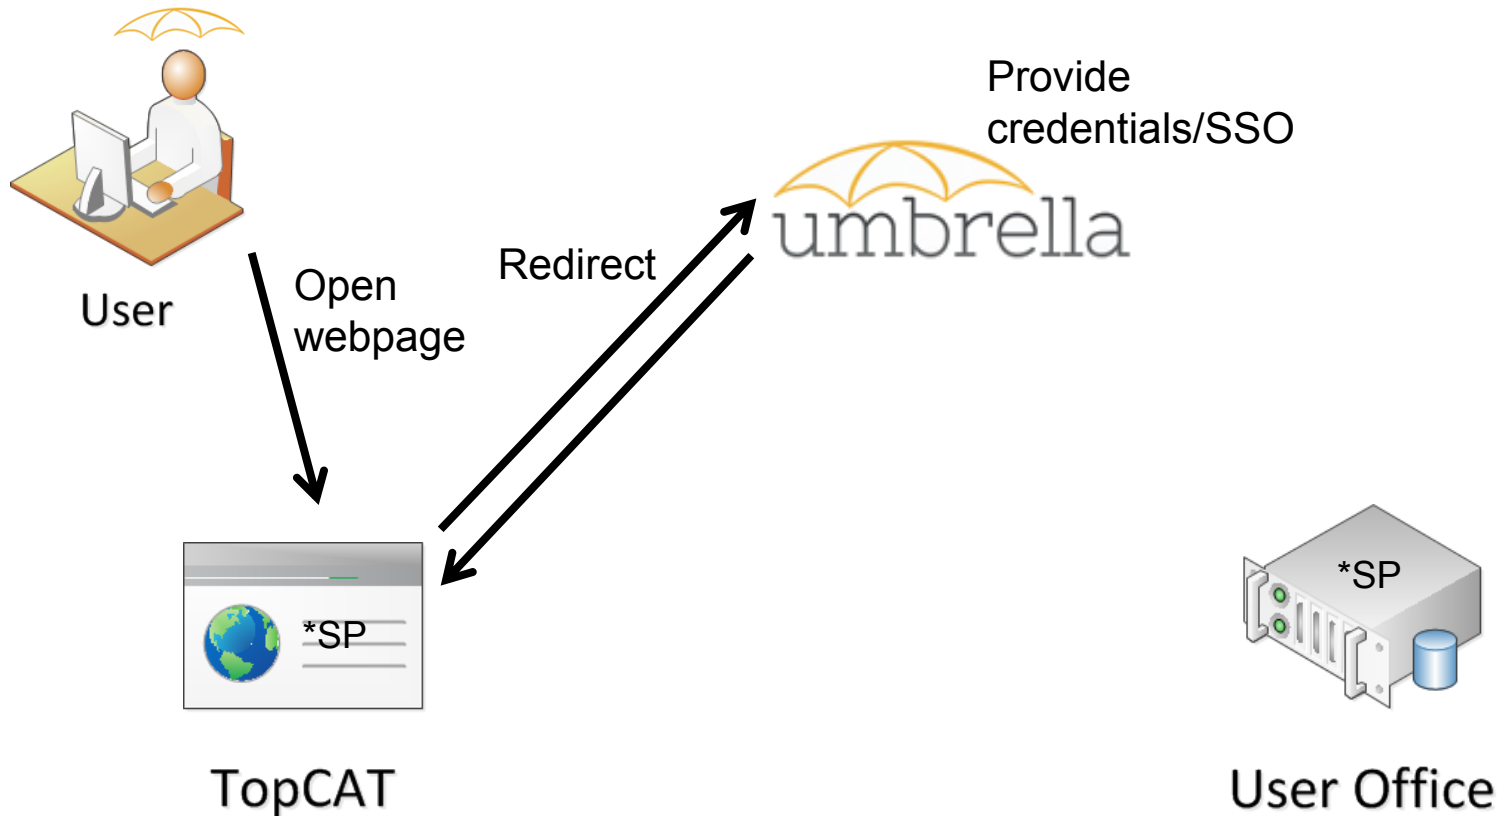 Provide
credentials/SSO
umbrella
Redirect
Open
webpage
User
*SP
*SP
TopCAT
User Office